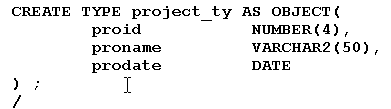 CREATE TYPE project_ty AS OBJECT(
proid NUMBER(4),
proname VARCHAR2(50),
prodate DATE
) ;
/